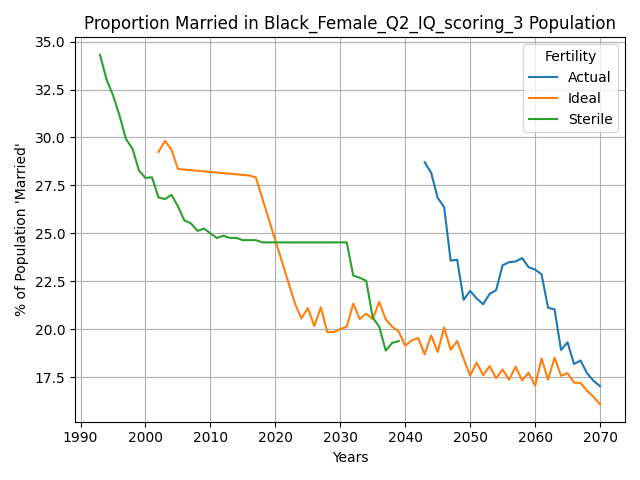 Proportion Married in Black_Female_Q2_IQ_scoring_3 Population
% of Population 'Married'
35.0
32.5
30.0
27.5
25.0
22.5
20.0
17.5
Fertility
Actual
Ideal
Sterile
1990 2000 2010 2020 2030 2040 2050 2060 2070
Years